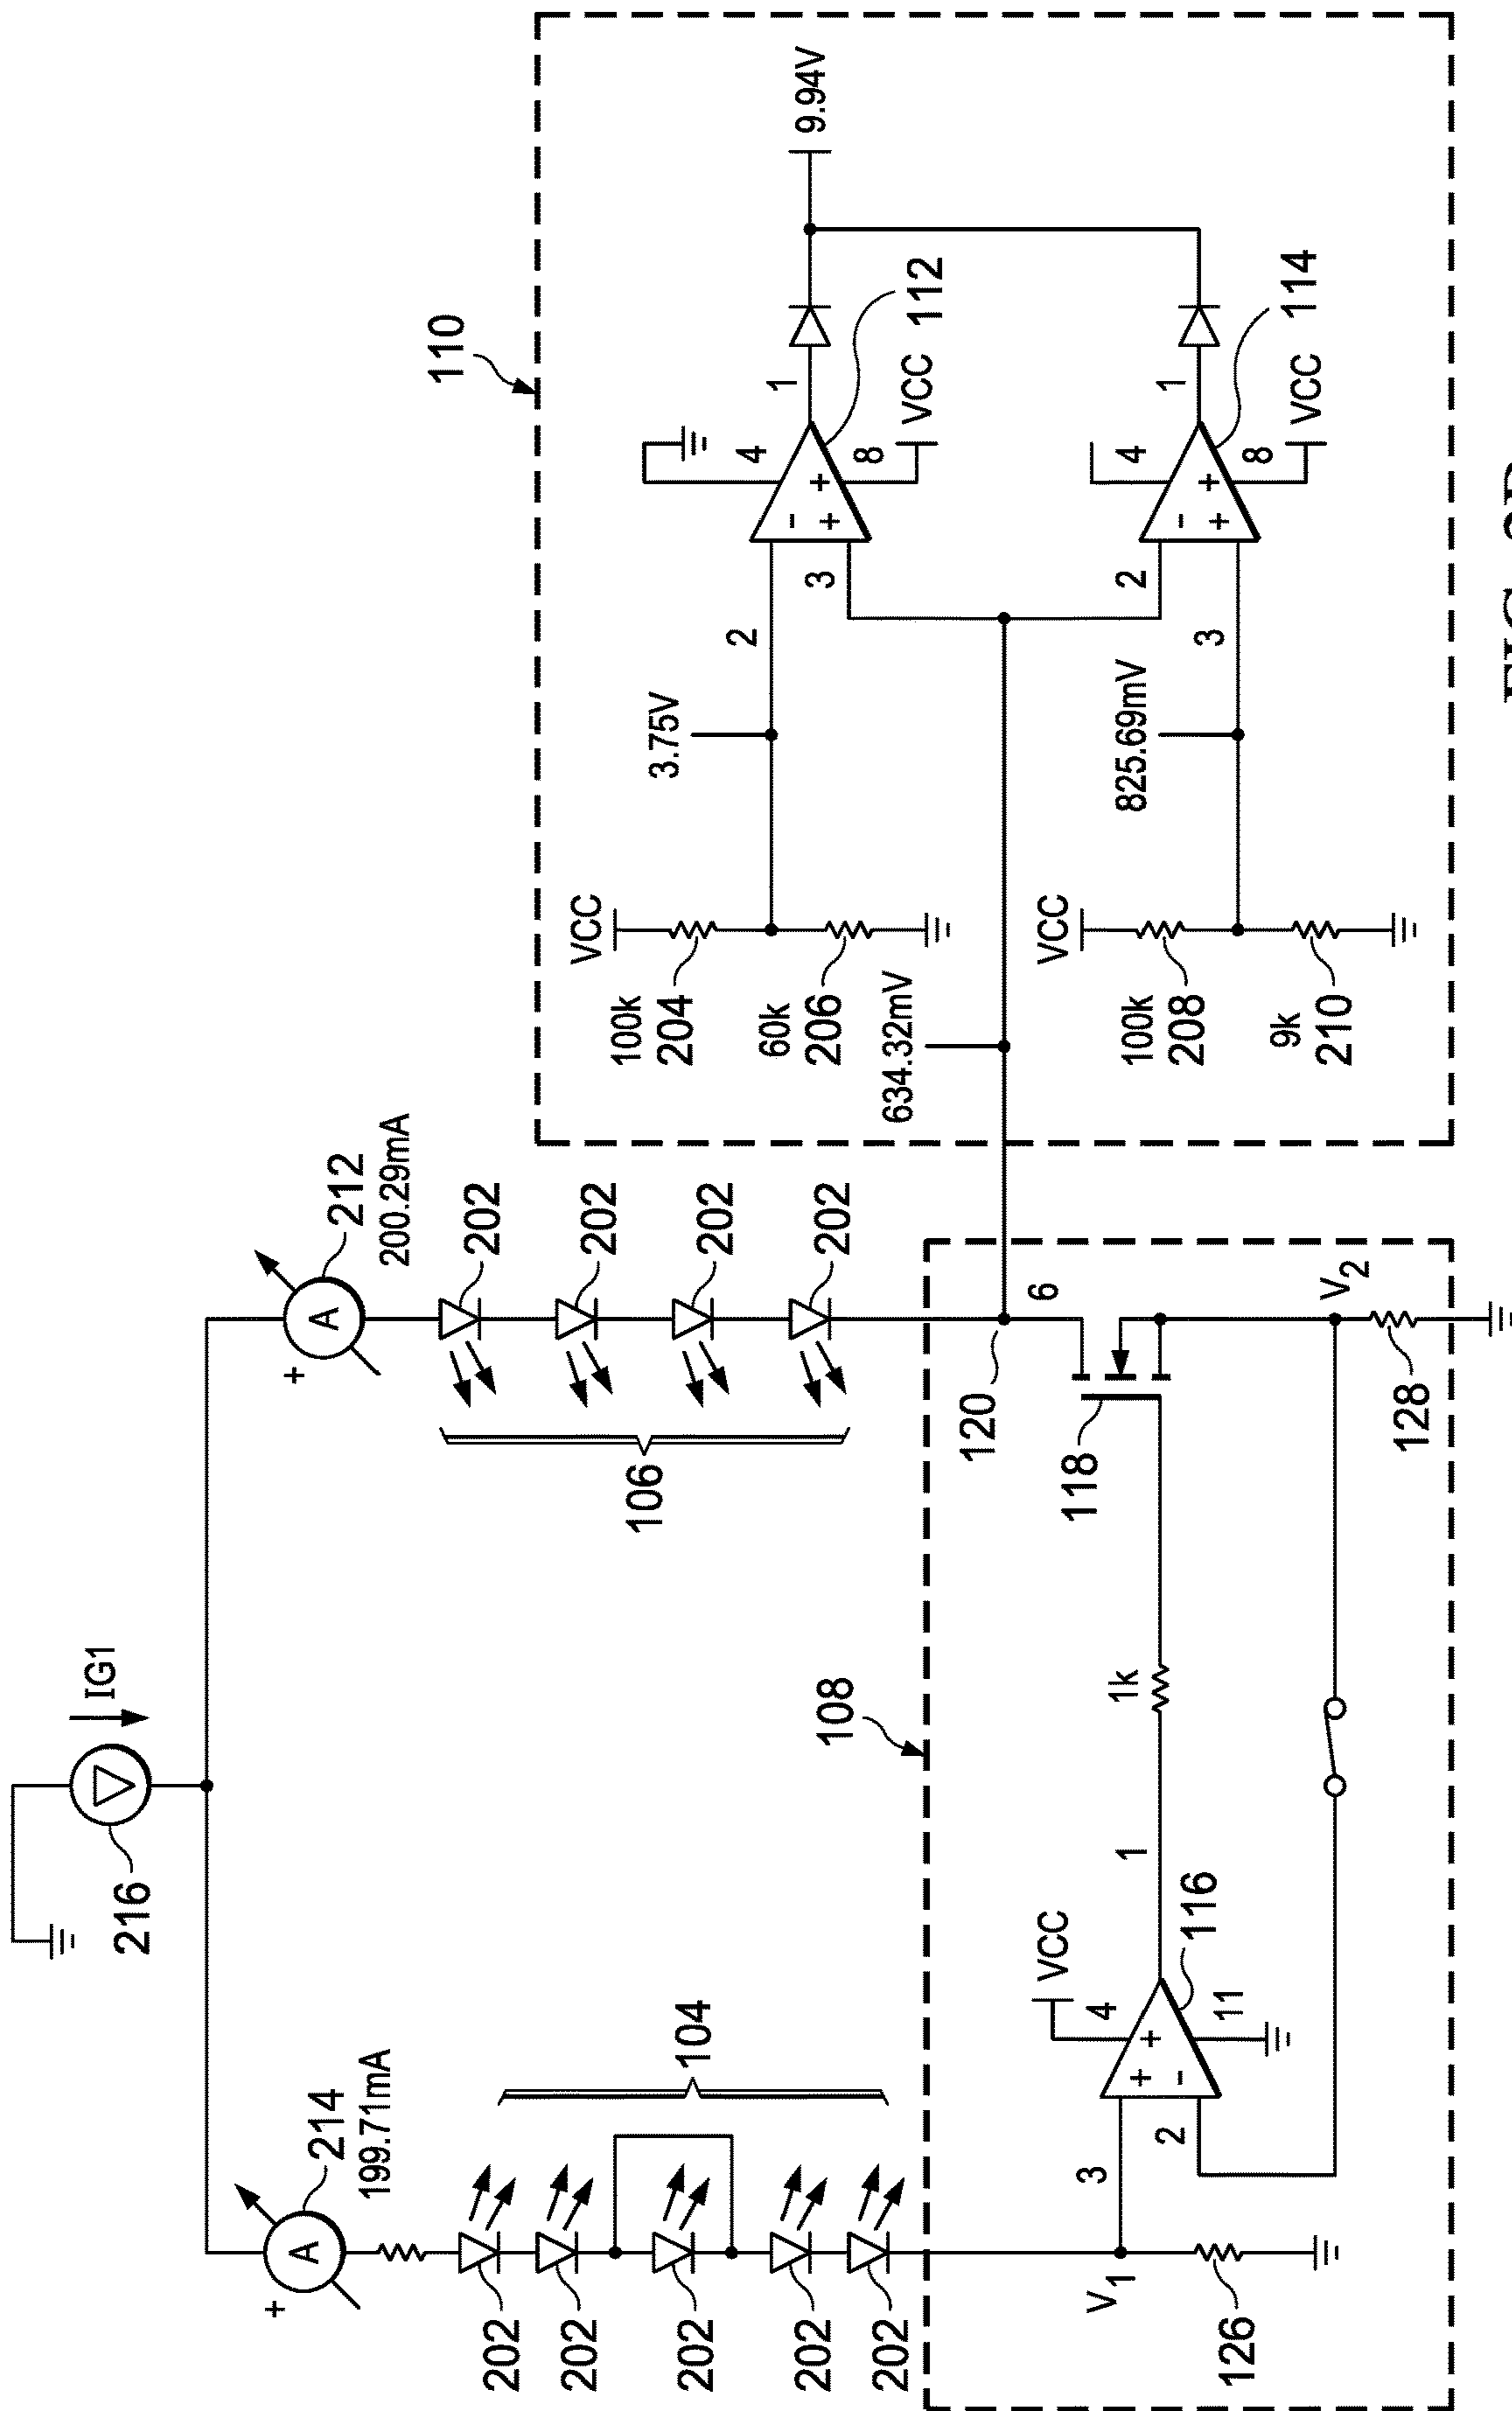 216
IG1
214
199.71mA
212
200.29mA
+
A
+
A
202
202
202
202
202
104
202
202
202
202
106
110
108
V1
126
3
2
VCC
4
+
+
-
11
116
1
1k
118
120
6
V2
128
VCC
100k
204
60k
206
3.75V
2
3
634.32mV
4
-
+
+
8
VCC
1
112
9.94V
VCC
100k
208
9k
210
825.69mV
2
3
4
-
+
+
8
VCC
1
114